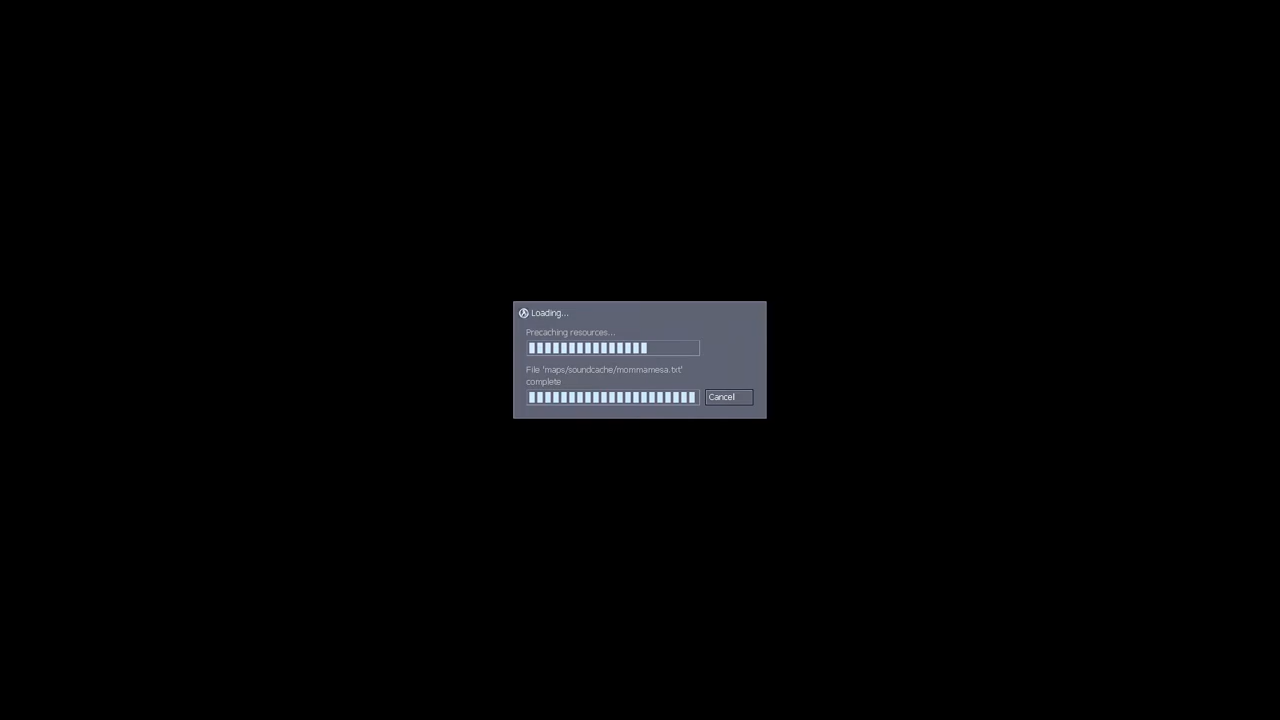 Loading...
Precaching resources...
File 'maps/soundcache/mommamesa.txt'
complete
Cancel